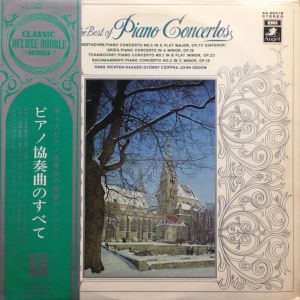 CLASSIC
DELUXE DOUBLE
SERIES
ピアノ協奏曲のすべて
The Best of Piano Concertos
BEETHOVEN:PIANO CONCERTO NO.5 IN E FLAT MAJOR, OP.73 "EMPEROR"
GRIEG:PIANO CONCERTO IN A MINOR, OP.16
TCHAIKOVSKY:PIANO CONCERTO NO.1 IN B FLAT MINOR, OP.23
RACHMANINOFF:PIANO CONCERTO NO.2 IN C MINOR, OP.18
HANS RICHTER-HAASER/GYÖRGY CZIFFRA/JOHN OGDON
STEREO
EMI
Angel